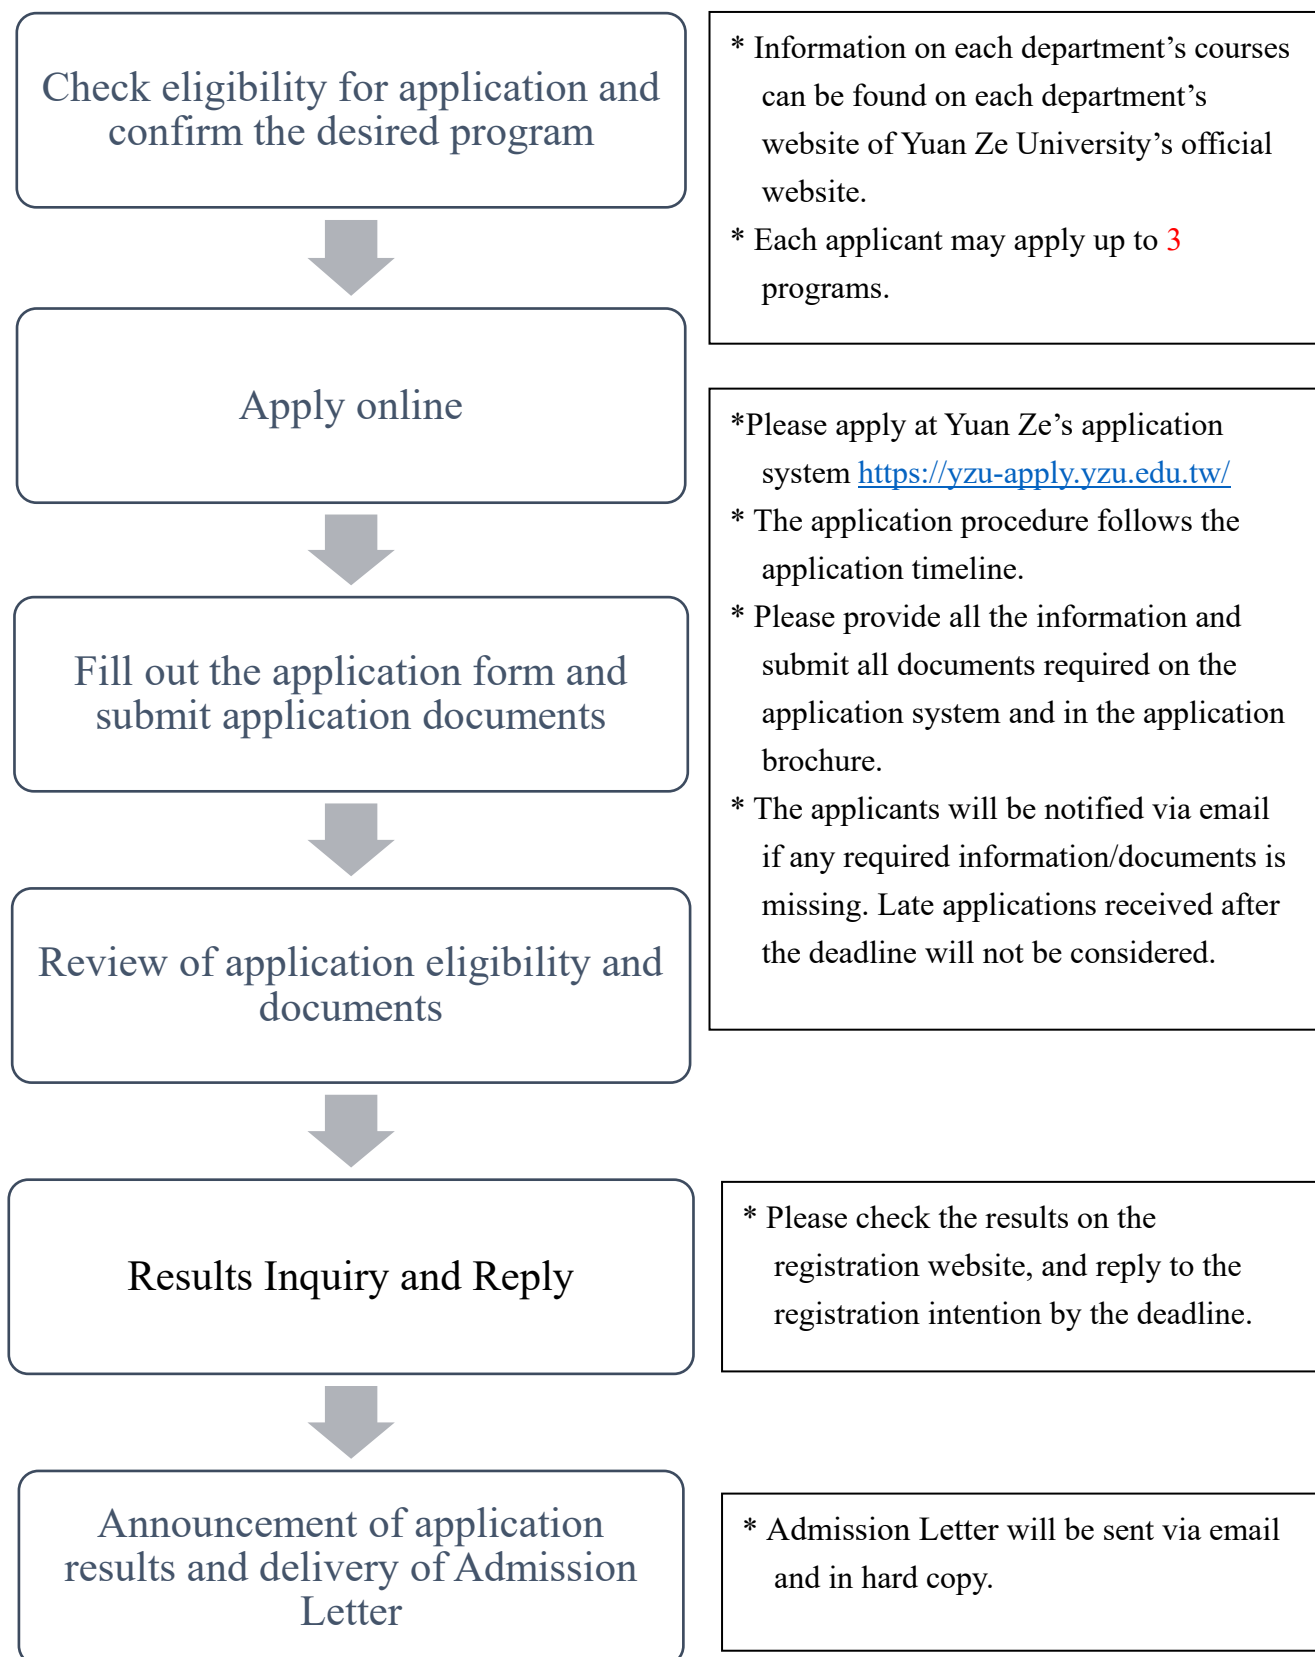 Check eligibility for application and
confirm the desired program
* Information on each department’s courses
can be found on each department’s
website of Yuan Ze University’s official
website.
* Each applicant may apply up to 3
programs.
Apply online
*Please apply at Yuan Ze’s application
system https://yzu-apply.yzu.edu.tw/
* The application procedure follows the
application timeline.
* Please provide all the information and
submit all documents required on the
application system and in the application
brochure.
* The applicants will be notified via email
if any required information/documents is
missing. Late applications received after
the deadline will not be considered.
Fill out the application form and
submit application documents
Review of application eligibility and
documents
Results Inquiry and Reply
* Please check the results on the
registration website, and reply to the
registration intention by the deadline.
Announcement of application
results and delivery of Admission
Letter
* Admission Letter will be sent via email
and in hard copy.